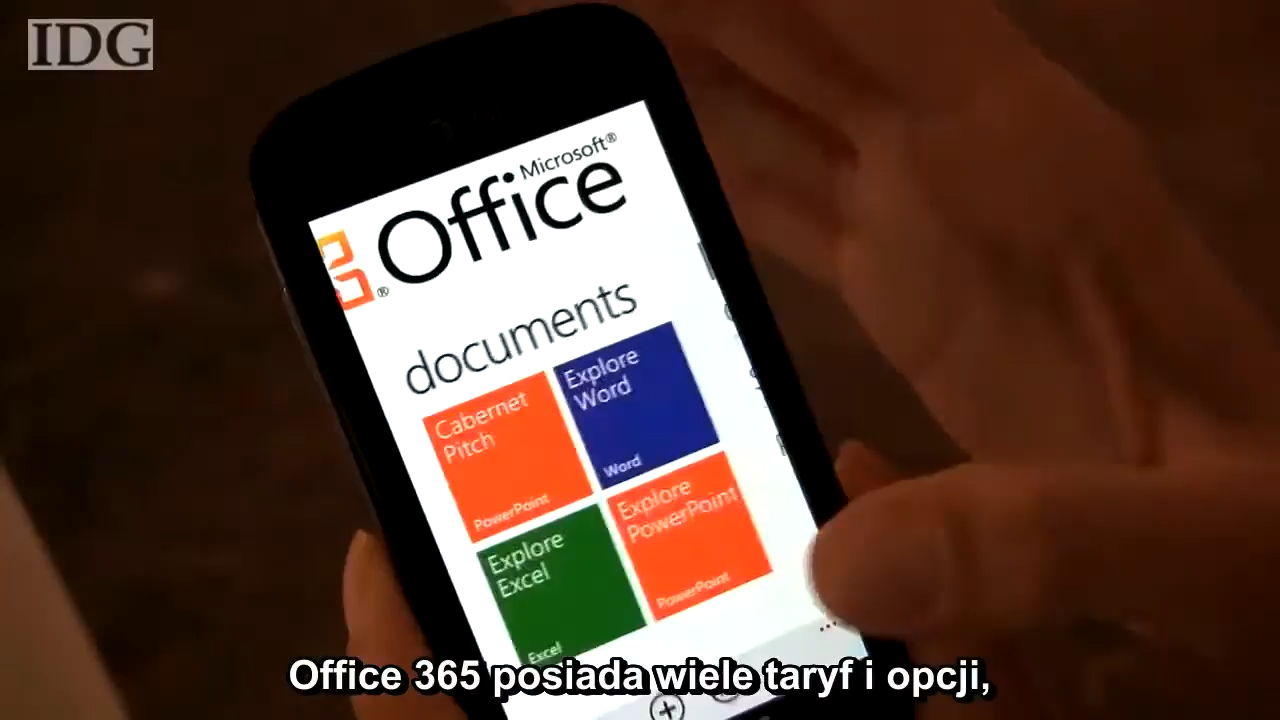 IDG
Microsoft®
Office
®
documents
Cabernet
Pitch
PowerPoint
Explore
Word
Word
Explore
Excel
Excel
Explore
PowerPoint
PowerPoint
Office 365 posiada wiele taryf i opcji,